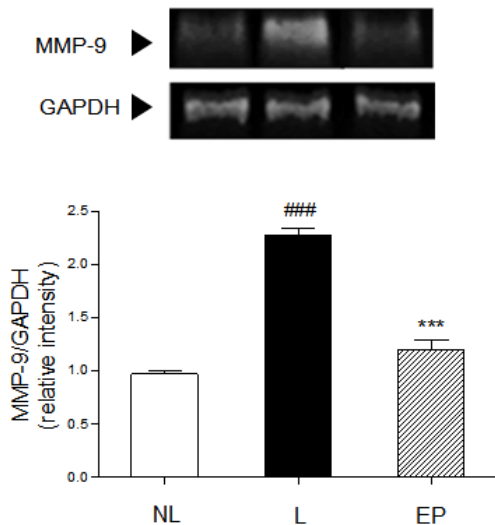 MMP-9
GAPDH
MMP-9/GAPDH
(relative intensity)
2.5
2.0
1.5
1.0
0.5
0.0
###
***
NL
L
EP